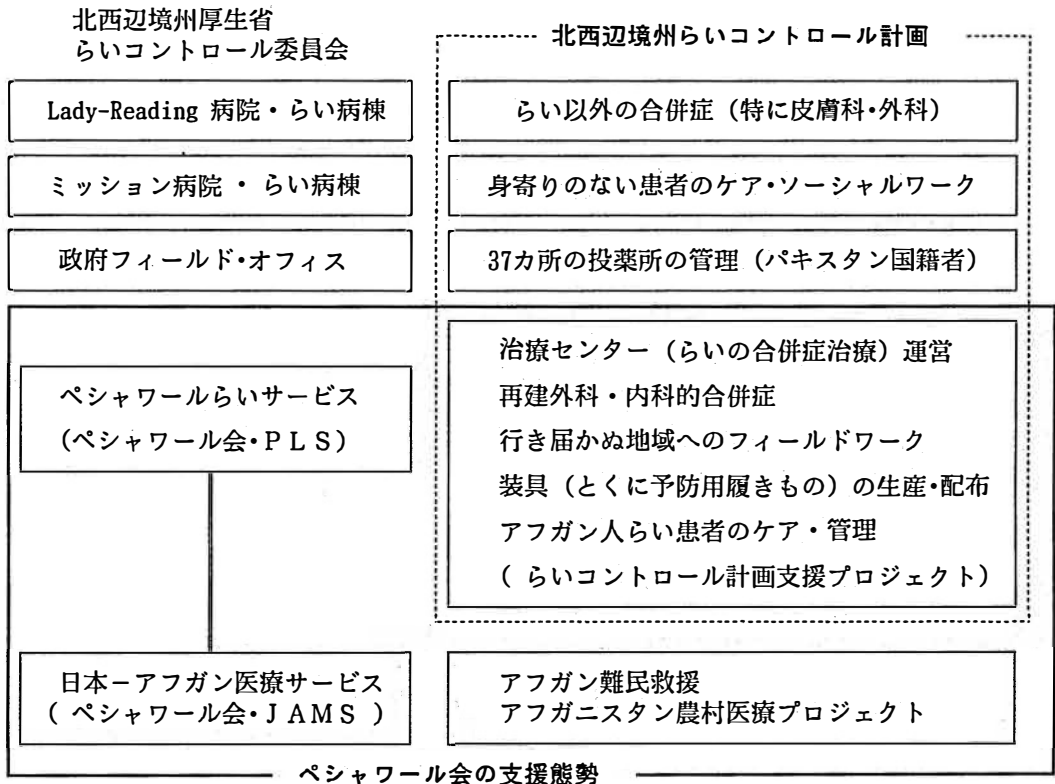 北西辺境州厚生省
らいコントロール委員会
北西辺境州らいコントロール計画
Lady-Reading 病院・らい病棟
らい以外の合併症（特に皮膚科・外科）
ミッション病院 ・ らい病棟
身寄りのない患者のケア・ソーシャルワーク
政府フィールド・オフィス
37カ所の投薬所の管理（パキスタン国籍者）
ペシャワールらいサービス
（ペシャワール会・ＰＬＳ）
治療センター（らいの合併症治療）運営
再建外科・内科的合併症
行き届かぬ地域へのフィールドワーク
装具（とくに予防用履きもの）の生産・配布
アフガン人らい患者のケア・管理
（ らいコントロール計画支援プロジェクト）
日本－アフガン医療サービス
（ ペシャワール会・ＪＡＭＳ ）
アフガン難民救援
アフガニスタン農村医療プロジェクト
ペシャワール会の支援態勢